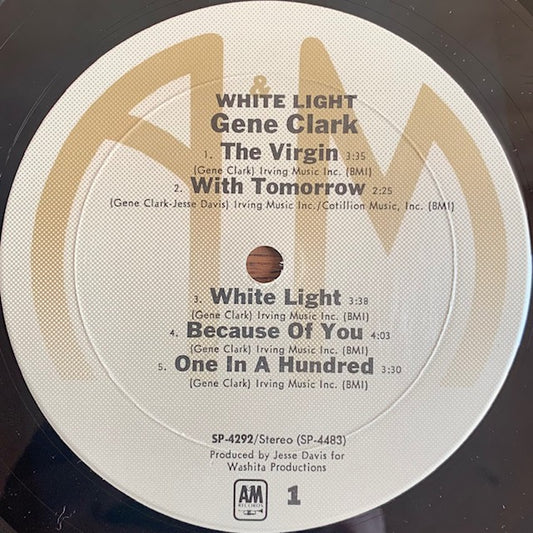 A&M
WHITE LIGHT
Gene Clark
1. The Virgin 3:35
(Gene Clark) Irving Music Inc. (BMI)
2. With Tomorrow 2:25
(Gene Clark-Jesse Davis) Irving Music Inc./Cotillion Music, Inc. (BMI)
3. White Light 3:38
(Gene Clark) Irving Music Inc. (BMI)
4. Because Of You 4:03
(Gene Clark) Irving Music Inc. (BMI)
5. One In A Hundred 3:30
(Gene Clark) Irving Music Inc. (BMI)
SP-4292/Stereo (SP-4483)
Produced by Jesse Davis for
Washita Productions
AM
RECORDS
1